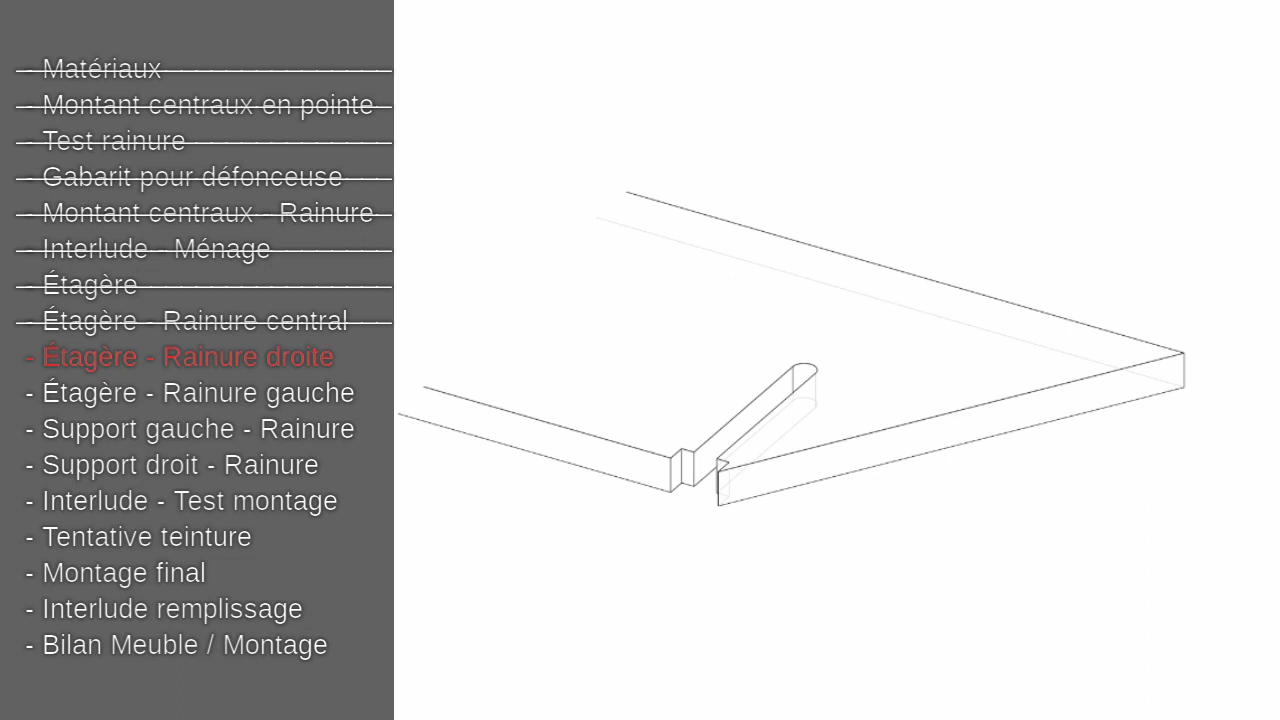 - Matériaux
- Montant centraux en pointe
- Test rainure
- Gabarit pour défonceuse
- Montant centraux - Rainure
- Interlude - Ménage
- Étagère
- Étagère - Rainure central
- Étagère - Rainure droite
- Étagère - Rainure gauche
- Support gauche - Rainure
- Support droit - Rainure
- Interlude - Test montage
- Tentative teinture
- Montage final
- Interlude remplissage
- Bilan Meuble / Montage